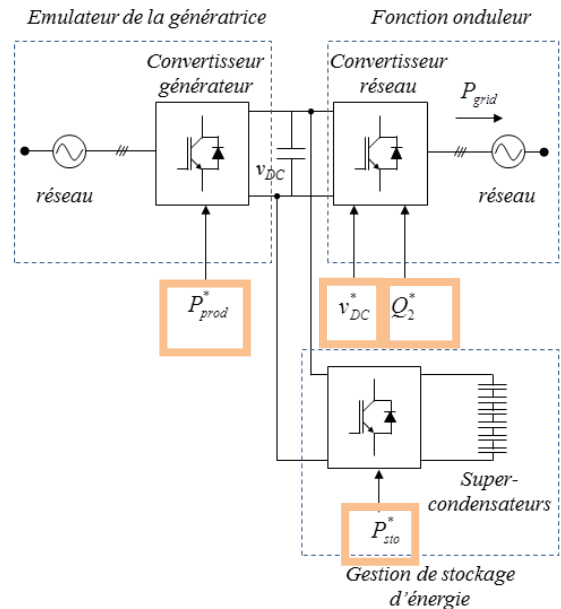 Emulateur de la génératrice
Fonction onduleur
Convertisseur
générateur
Convertisseur
réseau
P_grid
v_DC
réseau
réseau
P*_prod
v*_DC
Q*_2
Super-
condensateurs
P*_sto
Gestion de stockage
d'énergie